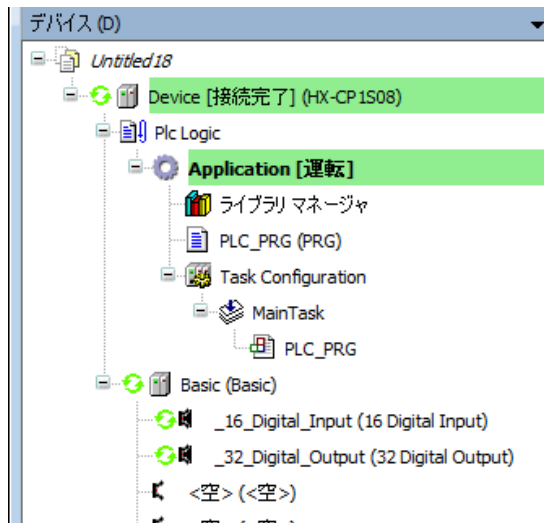 デバイス (D)
Untitled18
Device [接続完了] (HX-CP1S08)
Plc Logic
Application [運転]
ライブラリ マネージャ
PLC_PRG (PRG)
Task Configuration
MainTask
PLC_PRG
Basic (Basic)
_16_Digital_Input (16 Digital Input)
_32_Digital_Output (32 Digital Output)
<空> (<空>)